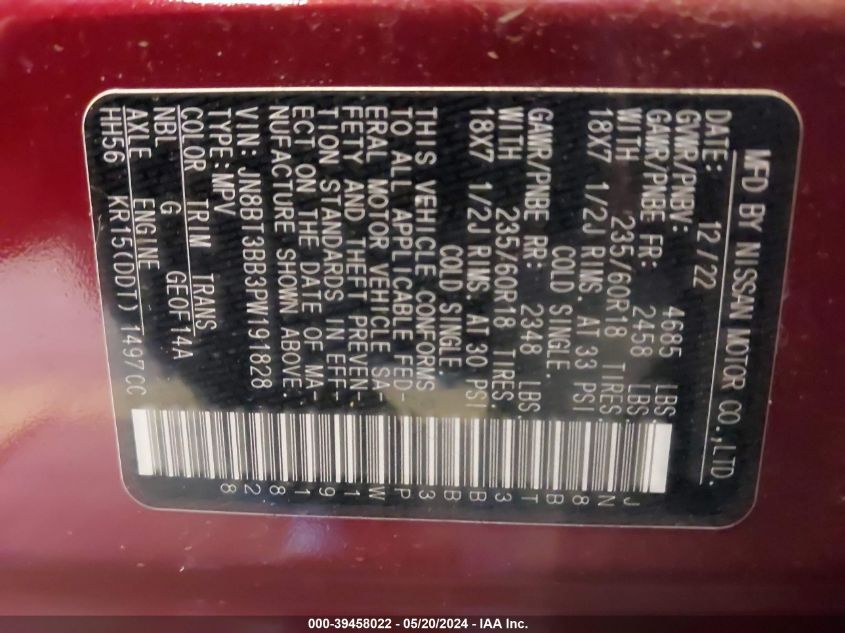 MFD BY NISSAN MOTOR CO.,LTD.
DATE: 12/22
GVWR/PNBV: 4685 LBS.
GAWR/PNBE FR: 2458 LBS.
WITH 235/60R18 TIRES.
18X7 1/2J RIMS. AT 33 PSI
COLD SINGLE.
GAWR/PNBE RR: 2348 LBS.
WITH 235/60R18 TIRES.
18X7 1/2J RIMS. AT 30 PSI
COLD SINGLE.
THIS VEHICLE CONFORMS
TO ALL APPLICABLE FED-
ERAL MOTOR VEHICLE SA
FETY AND THEFT PREVEN-
TION STANDARDS IN EFF
ECT ON THE DATE OF MA-
NUFACTURE SHOWN ABOVE.
VIN: JN8BT3BB3PW191828
TYPE:MPV
COLOR TRIM TRANS
NBL G GE0F14A
AXLE ENGINE
HH56 KR15(DDT)1497CC
JN8BT3BB3PW191828
000-39458022 - 05/20/2024 - IAA Inc.